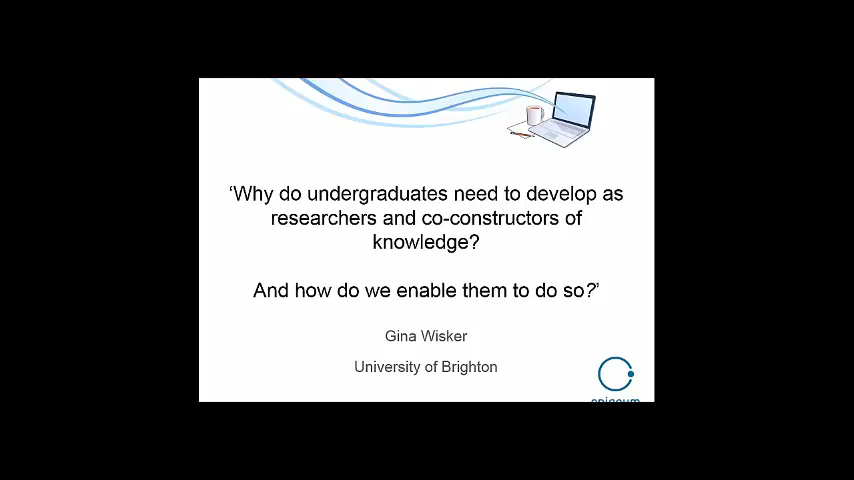 ‘Why do undergraduates need to develop as
researchers and co-constructors of
knowledge?
And how do we enable them to do so?’
Gina Wisker
University of Brighton
epigeum